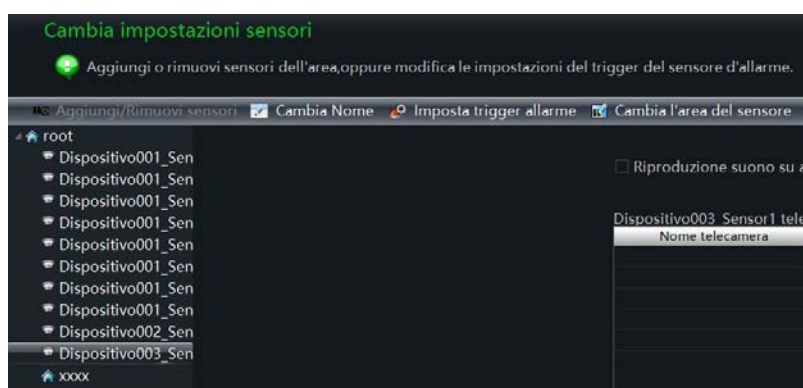 Cambia impostazioni sensori
Aggiungi o rimuovi sensori dell'area,oppure modifica le impostazioni del trigger del sensore d'allarme.
Aggiungi/Rimuovi sensori Cambia Nome Imposta trigger allarme Cambia l'area del sensore
root
Dispositivo001_Sen
Dispositivo001_Sen
Dispositivo001_Sen
Dispositivo001_Sen
Dispositivo001_Sen
Dispositivo001_Sen
Dispositivo001_Sen
Dispositivo002_Sen
Dispositivo003_Sen
xxxx
Riproduzione suono su a
Dispositivo003_Sensor1 tele
Nome telecamera